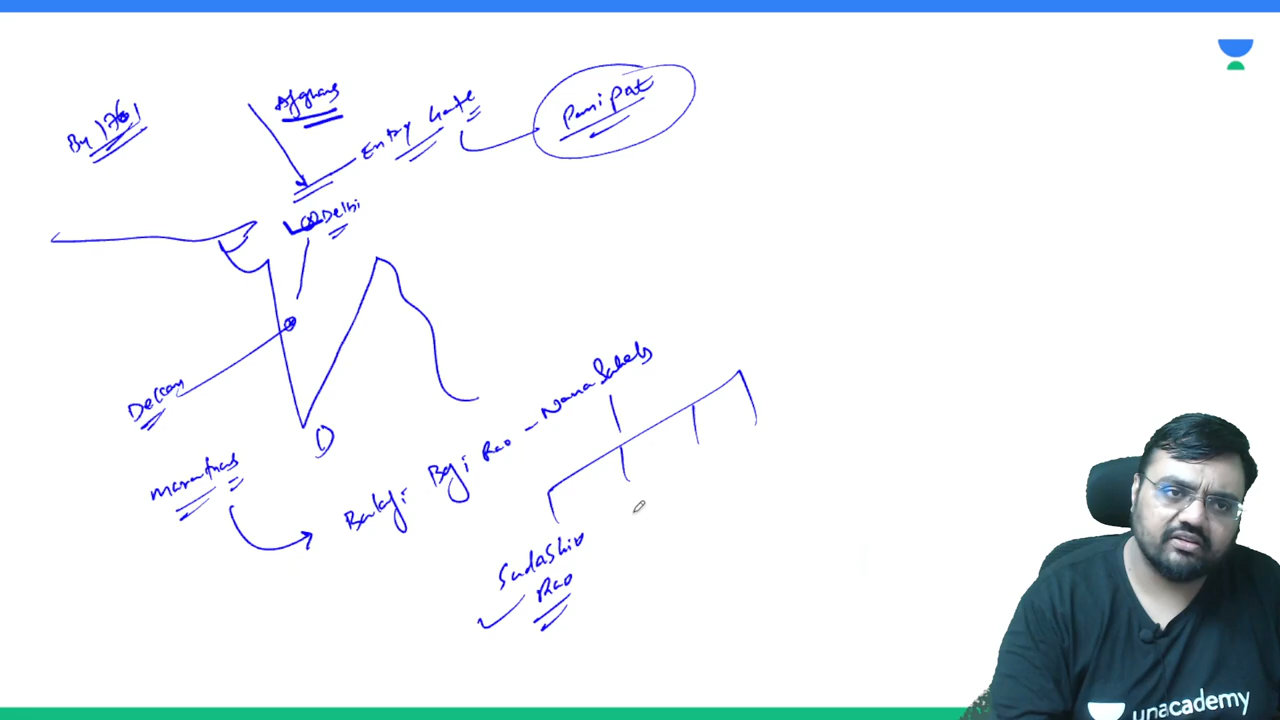 By 1761
Afghans
Entry Gate
Panipat
Delhi
Deccan
Marathas
Balaji Baji Rao - Nana Saheb
Sadashiv
Rao
unacademy